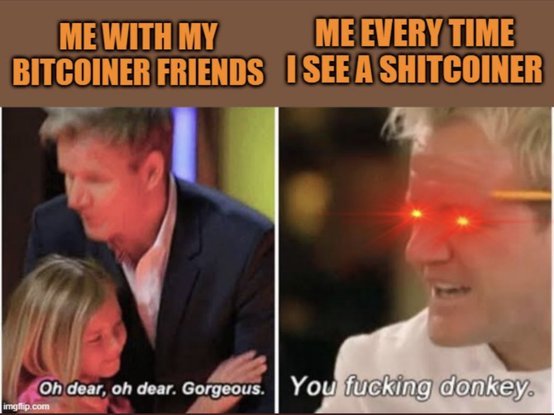 ME WITH MY
BITCOINER FRIENDS
ME EVERY TIME
I SEE A SHITCOINER
Oh dear, oh dear. Gorgeous.
You fucking donkey.
imgflip.com